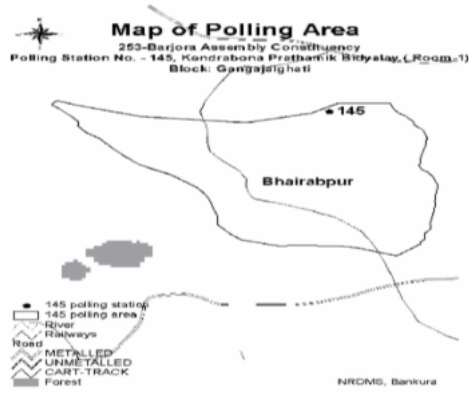 Map of Polling Area
253-Barjora Assembly Constituency
Polling Station No. - 145, Kendrabona Prathamik Bidyalay ( Room-1)
Block: Gangajalghati
145
Bhairabpur
145 polling station
145 polling area
River
Railways
Road
METALLED
UNMETALLED
CART-TRACK
Forest
NRDMS, Bankura